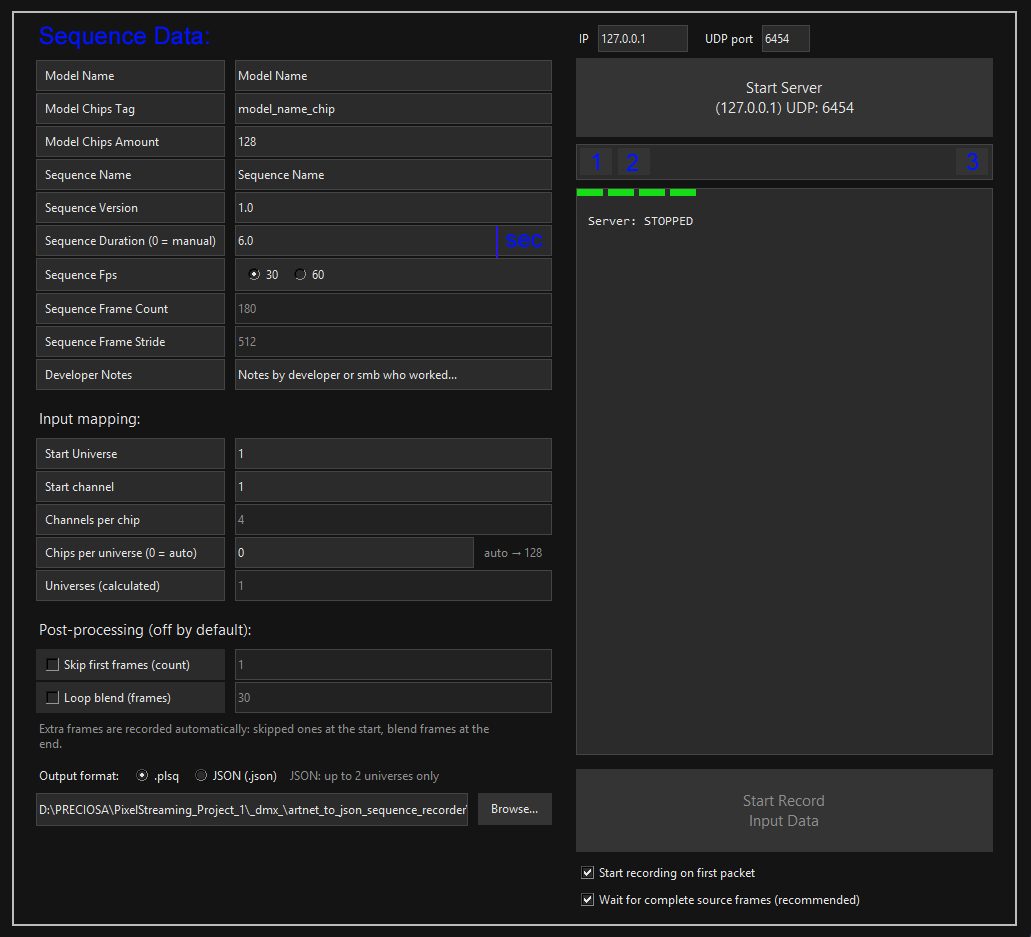 Sequence Data:
Model Name Model Name
Model Chips Tag model_name_chip
Model Chips Amount 128
Sequence Name Sequence Name
Sequence Version 1.0
Sequence Duration (0 = manual) 6.0 sec
Sequence Fps 30 60
Sequence Frame Count 180
Sequence Frame Stride 512
Developer Notes Notes by developer or smb who worked...
Input mapping:
Start Universe 1
Start channel 1
Channels per chip 4
Chips per universe (0 = auto) 0 auto → 128
Universes (calculated) 1
Post-processing (off by default):
Skip first frames (count) 1
Loop blend (frames) 30
Extra frames are recorded automatically: skipped ones at the start, blend frames at the
end.
Output format: .plsq JSON (.json) JSON: up to 2 universes only
D:\PRECIOSA\PixelStreaming_Project_1\_dmx_\artnet_to_json_sequence_recorder\ Browse...
IP 127.0.0.1 UDP port 6454
Start Server
(127.0.0.1) UDP: 6454
1 2 3
Server: STOPPED
Start Record
Input Data
Start recording on first packet
Wait for complete source frames (recommended)